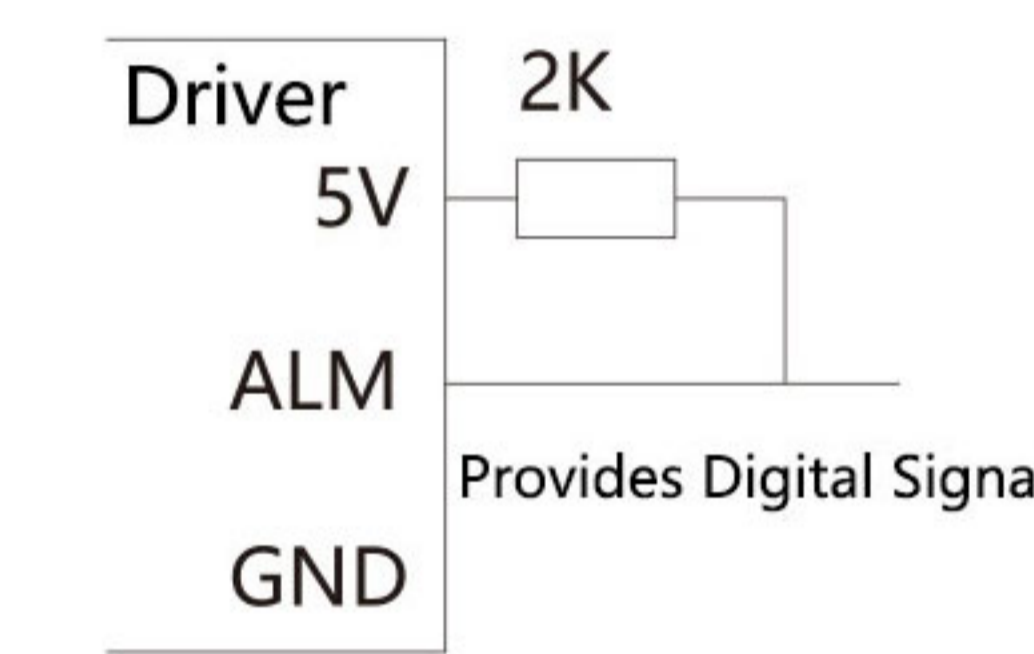 Driver
2K
5V
ALM
Provides Digital Signa
GND